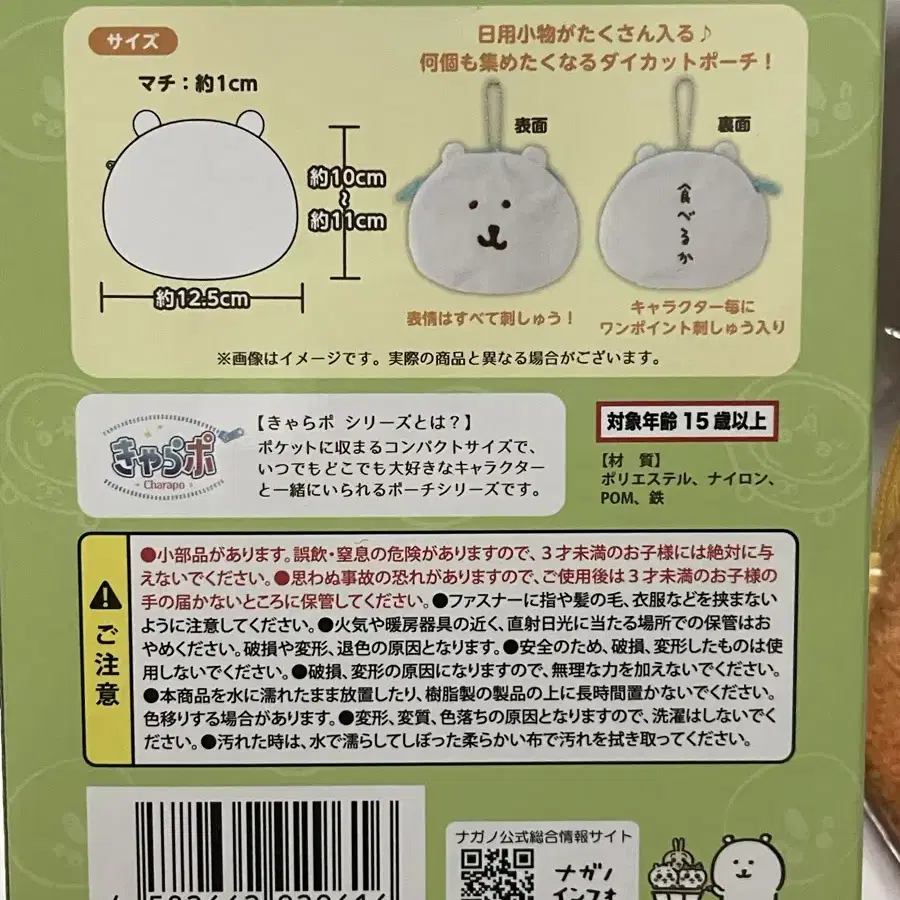 サイズ
日用小物がたくさん入る♪
何個も集めたくなるダイカットポーチ！
マチ：約1cm
表面
裏面
約10cm
〜
約11cm
約12.5cm
食べるか
表情はすべて刺しゅう！
キャラクター毎に
ワンポイント刺しゅう入り
※画像はイメージです。実際の商品と異なる場合がございます。
きゃらポ
Charapo
【きゃらポ シリーズとは？】
ポケットに収まるコンパクトサイズで、
いつでもどこでも大好きなキャラクター
と一緒にいられるポーチシリーズです。
対象年齢 15 歳以上
【材　質】
ポリエステル、ナイロン、
POM、鉄
ご注意
●小部品があります。誤飲・窒息の危険がありますので、３才未満のお子様には絶対に与
えないでください。●思わぬ事故の恐れがありますので、ご使用後は３才未満のお子様の
手の届かないところに保管してください。●ファスナーに指や髪の毛、衣服などを挟まない
ように注意してください。●火気や暖房器具の近く、直射日光に当たる場所での保管はお
やめください。破損や変形、退色の原因となります。●安全のため、破損、変形したものは使
用しないでください。●破損、変形の原因になりますので、無理な力を加えないでください。
●本商品を水に濡れたまま放置したり、樹脂製の製品の上に長時間置かないでください。
色移りする場合があります。●変形、変質、色落ちの原因となりますので、洗濯はしないでく
ださい。●汚れた時は、水で濡らしてしぼった柔らかい布で汚れを拭き取ってください。
ナガノ公式総合情報サイト
ナガノ
インフォ